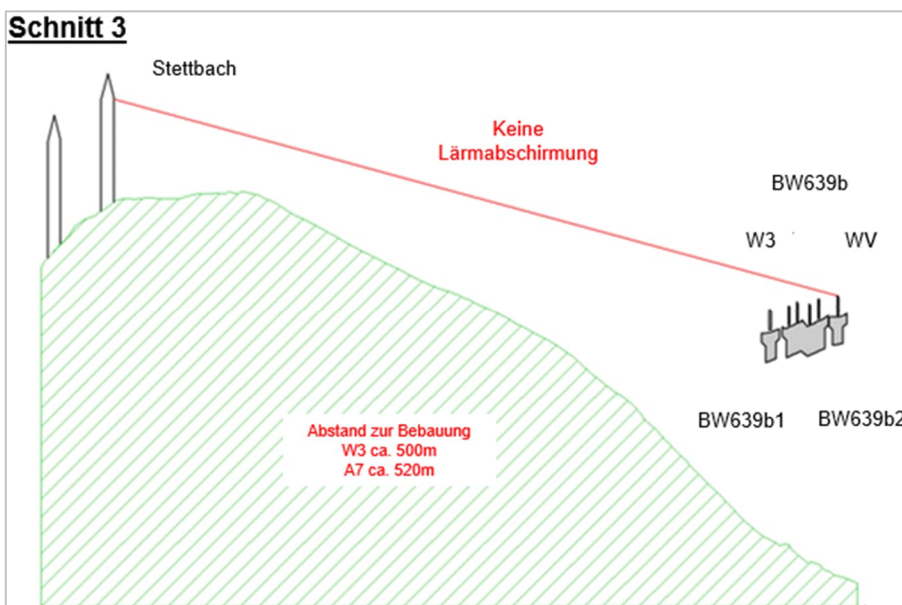 Schnitt 3
Stettbach
Keine
Lärmabschirmung
BW639b
W3
WV
Abstand zur Bebauung
W3 ca. 500m
A7 ca. 520m
BW639b1
BW639b2